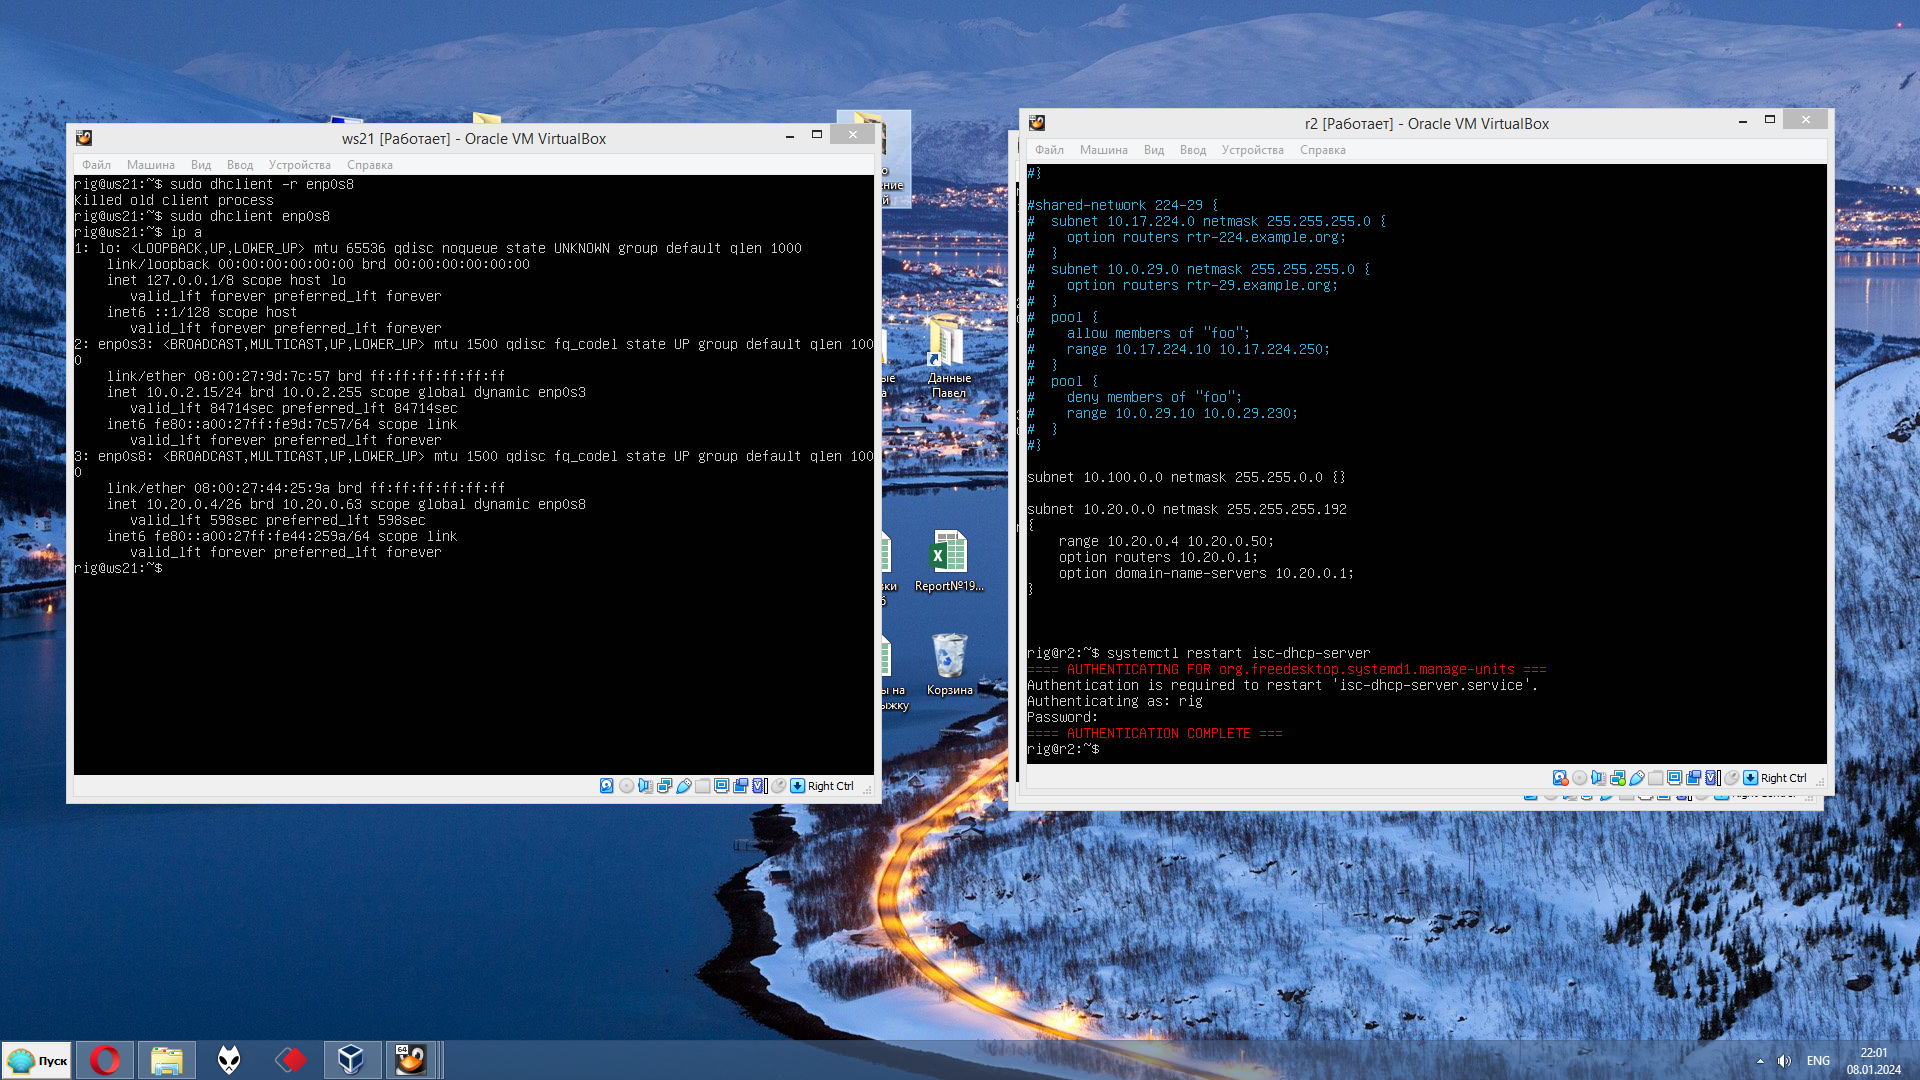 ws21 [Работает] - Oracle VM VirtualBox
Файл Машина Вид Ввод Устройства Справка
rig@ws21:~$ sudo dhclient -r enp0s8
Killed old client process
rig@ws21:~$ sudo dhclient enp0s8
rig@ws21:~$ ip a
1: lo: <LOOPBACK,UP,LOWER_UP> mtu 65536 qdisc noqueue state UNKNOWN group default qlen 1000
    link/loopback 00:00:00:00:00:00 brd 00:00:00:00:00:00
    inet 127.0.0.1/8 scope host lo
       valid_lft forever preferred_lft forever
    inet6 ::1/128 scope host
       valid_lft forever preferred_lft forever
2: enp0s3: <BROADCAST,MULTICAST,UP,LOWER_UP> mtu 1500 qdisc fq_codel state UP group default qlen 100
0
    link/ether 08:00:27:9d:7c:57 brd ff:ff:ff:ff:ff:ff
    inet 10.0.2.15/24 brd 10.0.2.255 scope global dynamic enp0s3
       valid_lft 84714sec preferred_lft 84714sec
    inet6 fe80::a00:27ff:fe9d:7c57/64 scope link
       valid_lft forever preferred_lft forever
3: enp0s8: <BROADCAST,MULTICAST,UP,LOWER_UP> mtu 1500 qdisc fq_codel state UP group default qlen 100
0
    link/ether 08:00:27:44:25:9a brd ff:ff:ff:ff:ff:ff
    inet 10.20.0.4/26 brd 10.20.0.63 scope global dynamic enp0s8
       valid_lft 598sec preferred_lft 598sec
    inet6 fe80::a00:27ff:fe44:259a/64 scope link
       valid_lft forever preferred_lft forever
rig@ws21:~$
Right Ctrl
Данные
Павел
Report№19...
Корзина
r2 [Работает] - Oracle VM VirtualBox
Файл Машина Вид Ввод Устройства Справка
#}
#shared-network 224-29 {
#  subnet 10.17.224.0 netmask 255.255.255.0 {
#    option routers rtr-224.example.org;
#  }
#  subnet 10.0.29.0 netmask 255.255.255.0 {
#    option routers rtr-29.example.org;
#  }
#  pool {
#    allow members of "foo";
#    range 10.17.224.10 10.17.224.250;
#  }
#  pool {
#    deny members of "foo";
#    range 10.0.29.10 10.0.29.230;
#  }
#}
subnet 10.100.0.0 netmask 255.255.0.0 {}
subnet 10.20.0.0 netmask 255.255.255.192
{
    range 10.20.0.4 10.20.0.50;
    option routers 10.20.0.1;
    option domain-name-servers 10.20.0.1;
}
rig@r2:~$ systemctl restart isc-dhcp-server
==== AUTHENTICATING FOR org.freedesktop.systemd1.manage-units ===
Authentication is required to restart 'isc-dhcp-server.service'.
Authenticating as: rig
Password:
==== AUTHENTICATION COMPLETE ===
rig@r2:~$
Right Ctrl
Пуск
64
ENG
22:01
08.01.2024